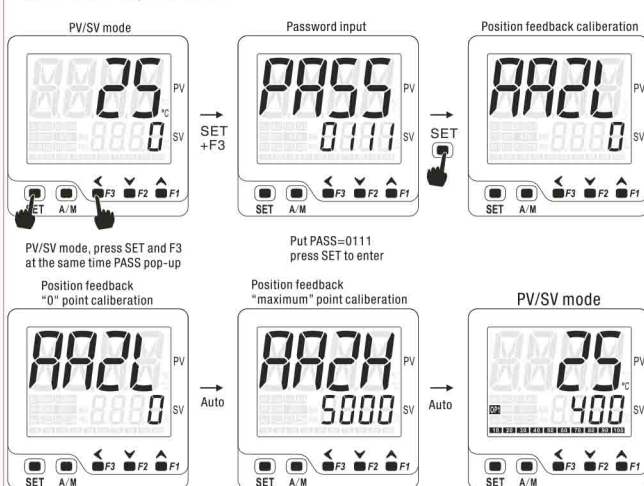 PV/SV mode
Password input
Position feedback caliberation
25
PV
°C
0
SV
SET A/M F3 F2 F1
SET
+F3
PASS
PV
0111
SV
SET A/M F3 F2 F1
SET
AA2L
PV
0
SV
SET A/M F3 F2 F1
PV/SV mode, press SET and F3
at the same time PASS pop-up
Put PASS=0111
press SET to enter
Position feedback
"0" point caliberation
Position feedback
"maximum" point caliberation
PV/SV mode
AA2L
PV
0
SV
SET A/M F3 F2 F1
Auto
AA2H
PV
5000
SV
SET A/M F3 F2 F1
Auto
25
PV
°C
OP1
400
SV
10 20 30 40 50 60 70 80 90 100
SET A/M F3 F2 F1